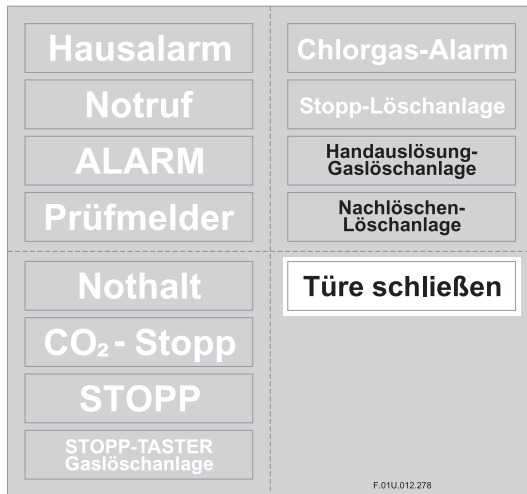 Hausalarm
Notruf
ALARM
Prüfmelder
Chlorgas-Alarm
Stopp-Löschanlage
Handauslösung-
Gaslöschanlage
Nachlöschen-
Löschanlage
Nothalt
CO₂ - Stopp
STOPP
STOPP-TASTER
Gaslöschanlage
Türe schließen
F.01U.012.278